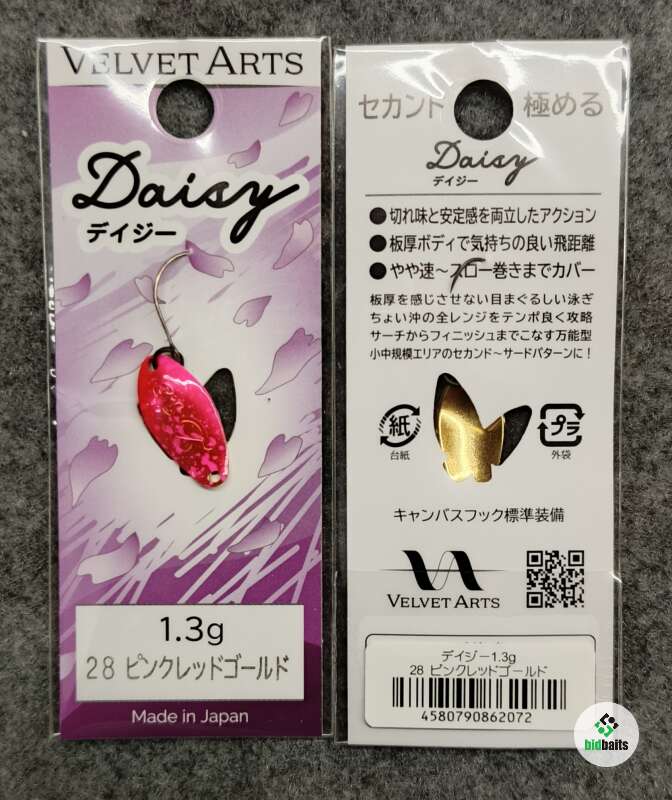 VELVET ARTS
Daisy
デイジー
1.3g
28 ピンクレッドゴールド
Made in Japan
セカンド 極める
Daisy
デイジー
●切れ味と安定感を両立したアクション
●板厚ボディで気持ちの良い飛距離
●やや速〜スロー巻きまでカバー
板厚を感じさせない目まぐるしい泳ぎ
ちょい沖の全レンジをテンポ良く攻略
サーチからフィニッシュまでこなす万能型
小中規模エリアのセカンド〜サードパターンに!
紙
台紙
プラ
外袋
キャンバスフック標準装備
VELVET ARTS
デイジー1.3g
28 ピンクレッドゴールド
4580790862072
bidbaits